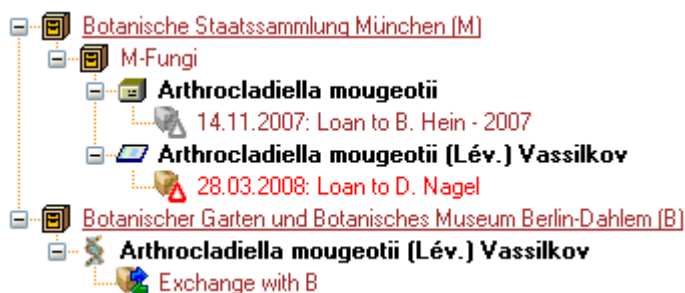 Botanische Staatssammlung München (M)
M-Fungi
Arthrocladiella mougeotii
14.11.2007: Loan to B. Hein - 2007
Arthrocladiella mougeotii (Lév.) Vassilkov
28.03.2008: Loan to D. Nagel
Botanischer Garten und Botanisches Museum Berlin-Dahlem (B)
Arthrocladiella mougeotii (Lév.) Vassilkov
Exchange with B